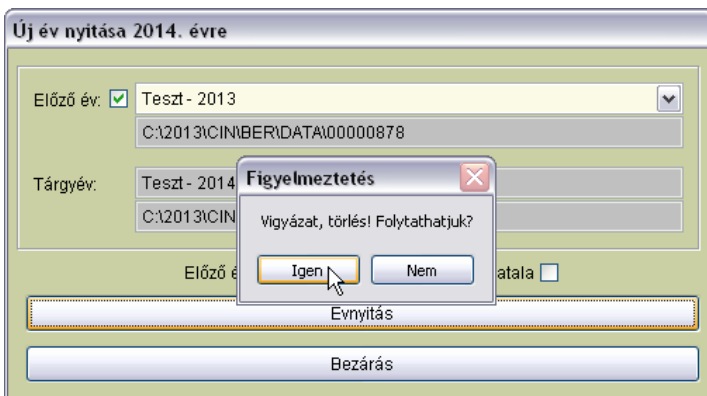 Új év nyitása 2014. évre
Előző év:
Teszt - 2013
C:\2013\CIN\BER\DATA\00000878
Tárgyév:
Teszt - 2014
C:\2013\CIN
Figyelmeztetés
Vigyázat, törlés! Folytathatjuk?
Igen
Nem
Előző é
atala
Evnyitás
Bezárás